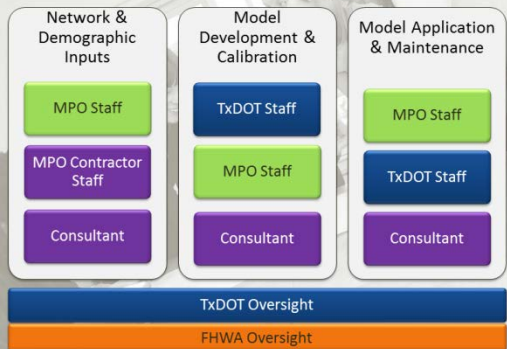 Network &
Demographic
Inputs
MPO Staff
MPO Contractor
Staff
Consultant
Model
Development &
Calibration
TxDOT Staff
MPO Staff
Consultant
Model Application
& Maintenance
MPO Staff
TxDOT Staff
Consultant
TxDOT Oversight
FHWA Oversight